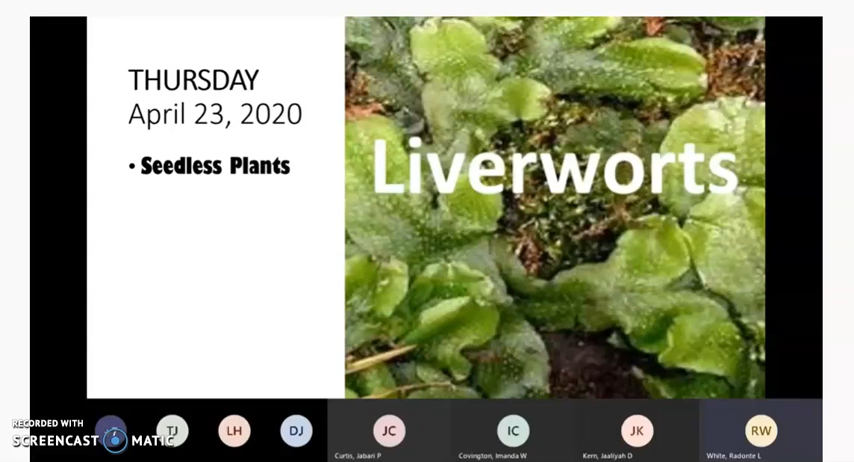 THURSDAY
April 23, 2020
• Seedless Plants
Liverworts
RECORDED WITH
SCREENCAST MATIC
TJ
LH
DJ
JC
IC
JK
RW
Curtis, Jabari P
Covington, Imanda W
Kern, Jaaliyah D
White, Radonte L